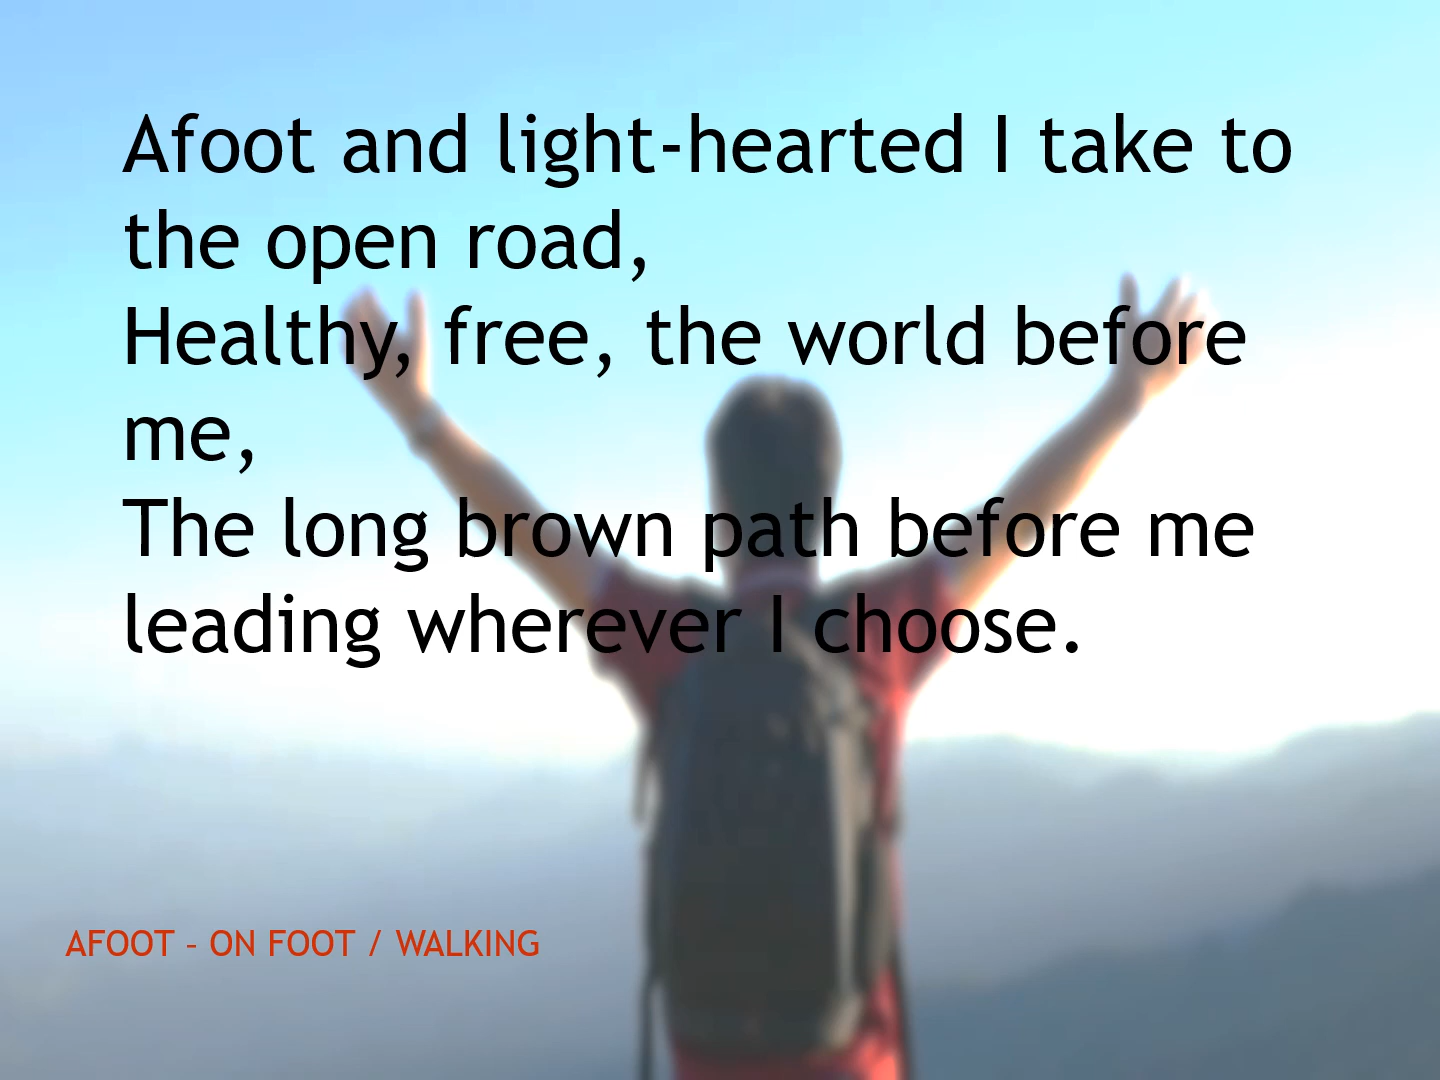 Afoot and light-hearted I take to
the open road,
Healthy, free, the world before
me,
The long brown path before me
leading wherever I choose.
AFOOT – ON FOOT / WALKING